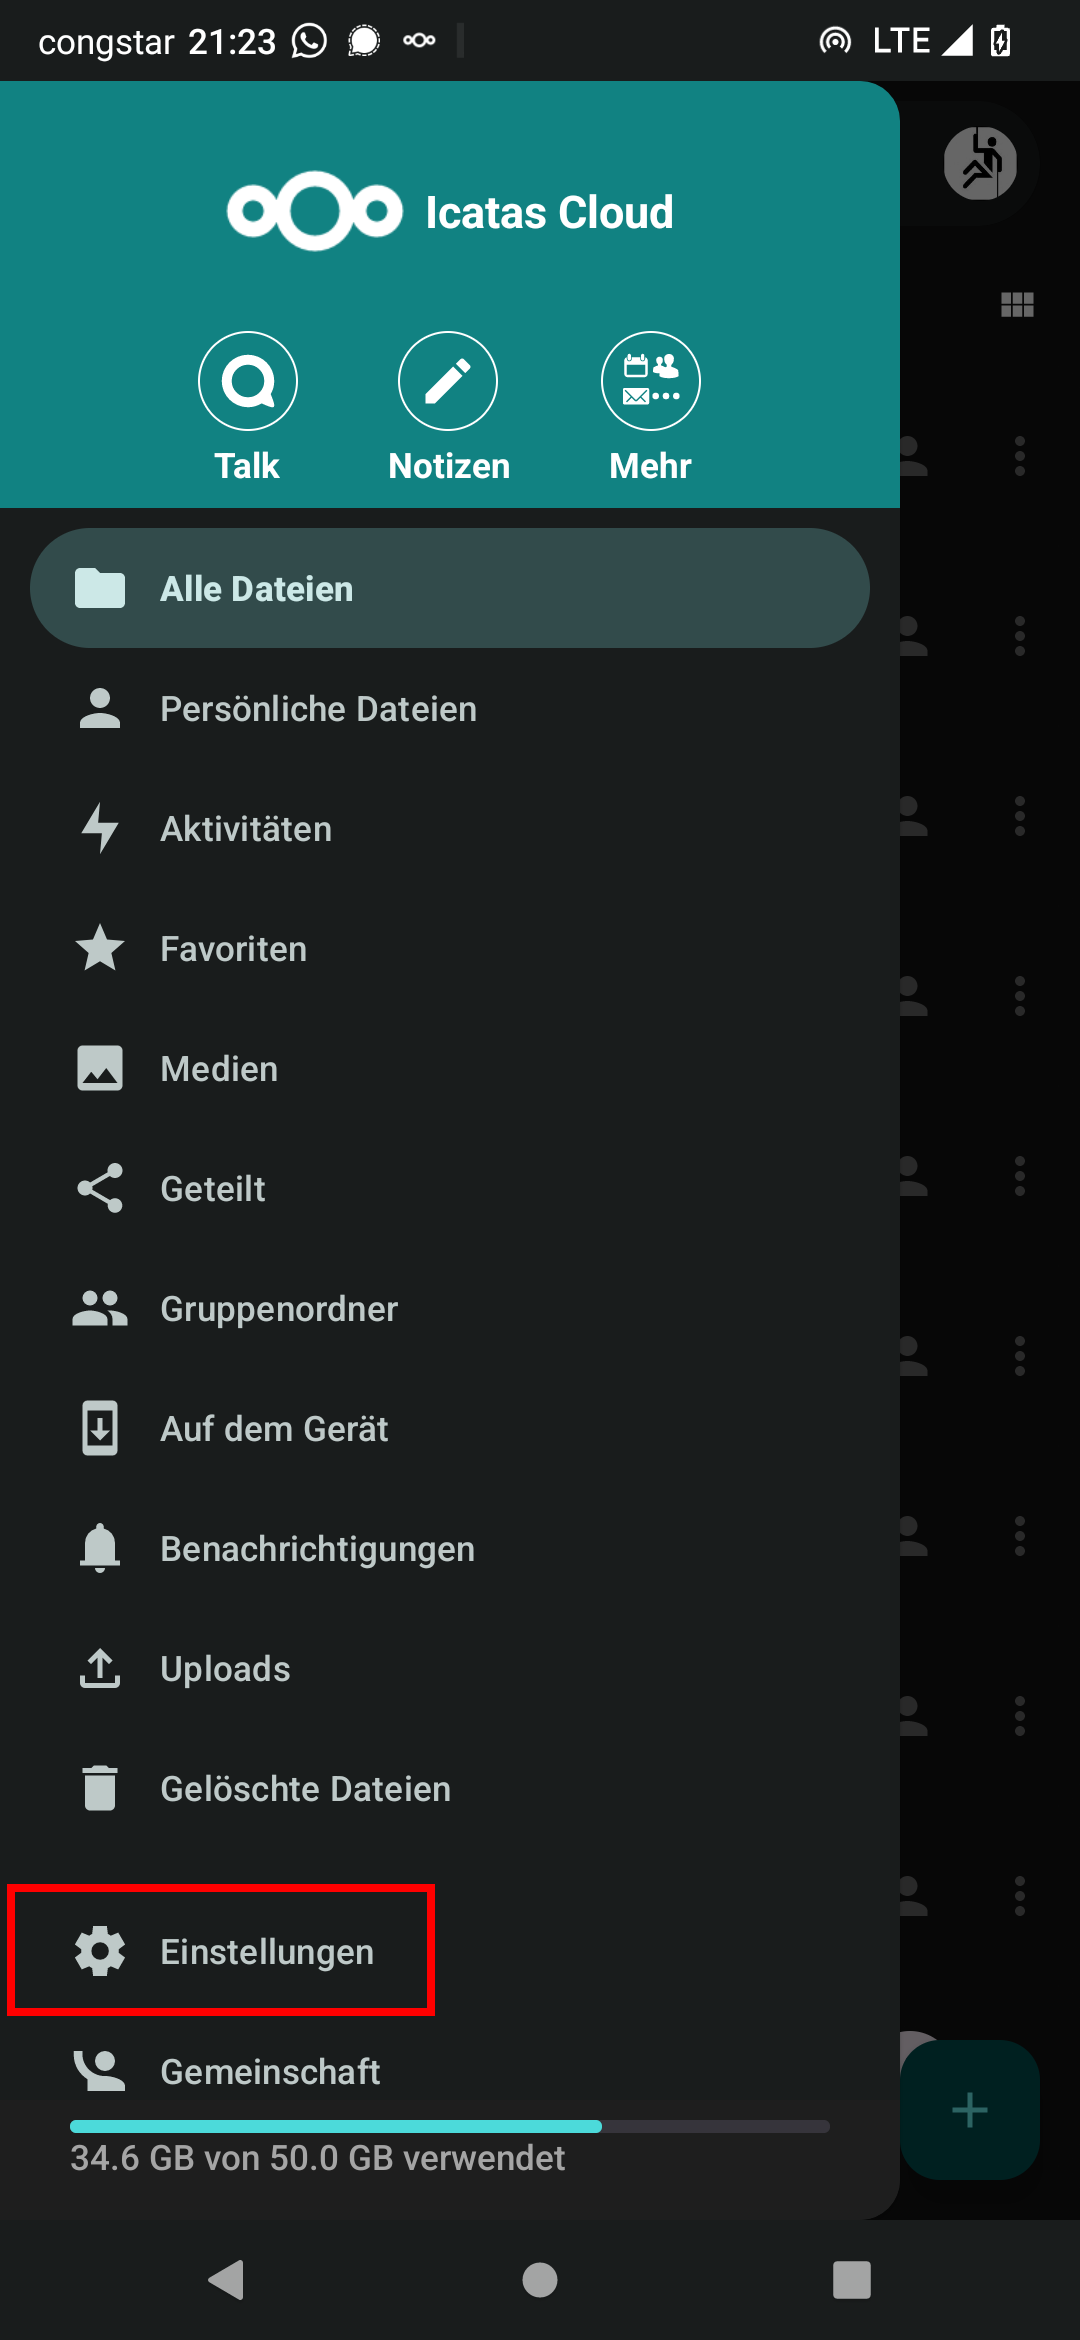 congstar 21:23 LTE
Icatas Cloud
Talk Notizen Mehr
Alle Dateien
Persönliche Dateien
Aktivitäten
Favoriten
Medien
Geteilt
Gruppenordner
Auf dem Gerät
Benachrichtigungen
Uploads
Gelöschte Dateien
Einstellungen
Gemeinschaft
34.6 GB von 50.0 GB verwendet